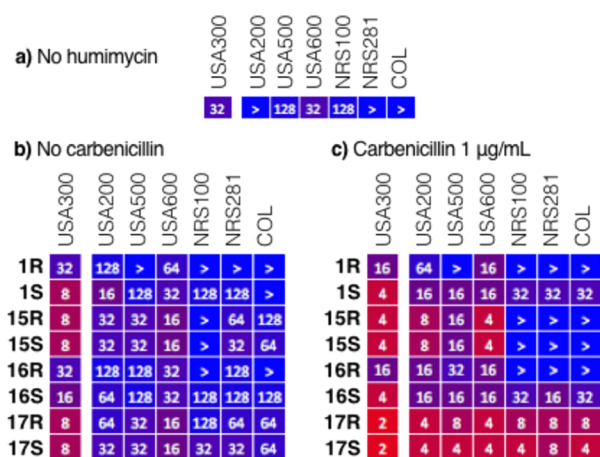 a) No humimycin
USA300 USA200 USA500 USA600 NRS100 NRS281 COL
32 > 128 32 128 > >
b) No carbenicillin
USA300 USA200 USA500 USA600 NRS100 NRS281 COL
1R 32 128 > 64 > > >
1S 8 16 128 32 128 128 >
15R 8 32 32 16 > 64 128
15S 8 32 32 16 > 32 64
16R 32 128 128 32 > 128 >
16S 16 64 128 32 128 128 128
17R 8 64 32 16 128 64 64
17S 8 32 32 16 32 32 64
c) Carbenicillin 1 µg/mL
USA300 USA200 USA500 USA600 NRS100 NRS281 COL
1R 16 64 > 16 > > >
1S 4 16 16 16 32 32 32
15R 4 8 16 4 > > >
15S 4 8 16 4 > > >
16R 16 16 32 16 > > >
16S 4 16 16 16 32 16 32
17R 2 4 8 4 8 8 8
17S 2 4 4 4 4 8 4